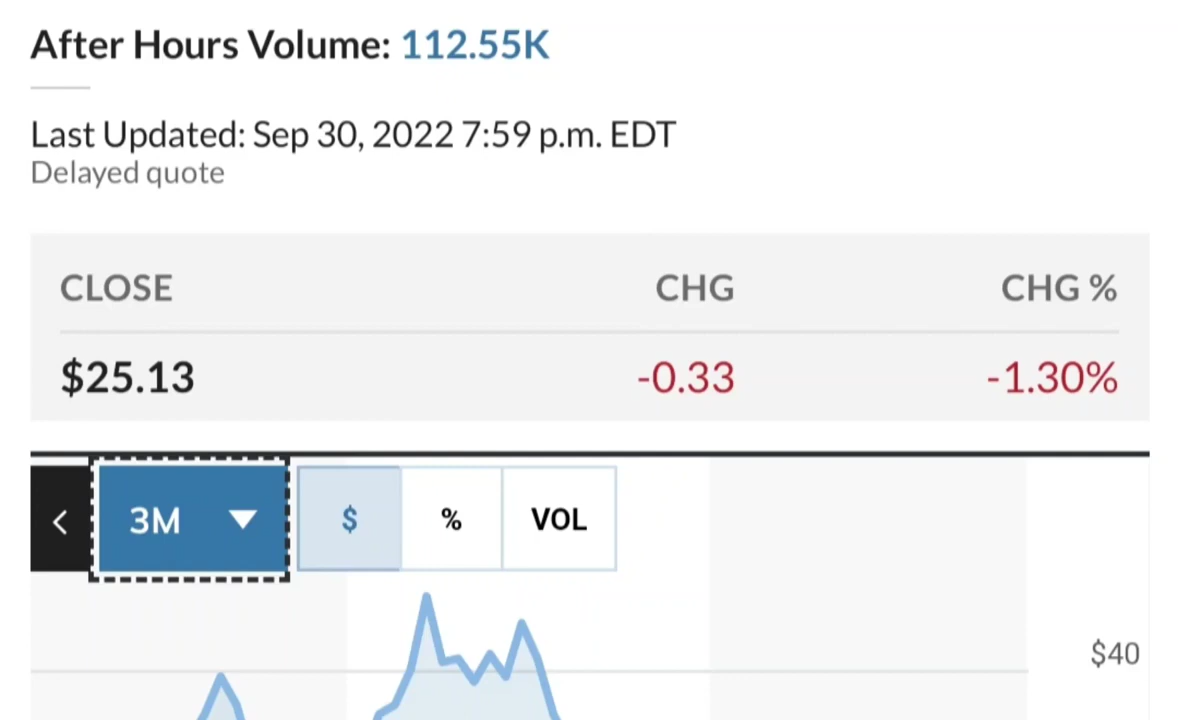 After Hours Volume: 112.55K
Last Updated: Sep 30, 2022 7:59 p.m. EDT
Delayed quote
CLOSE CHG CHG %
$25.13 -0.33 -1.30%
3M $ % VOL
$40